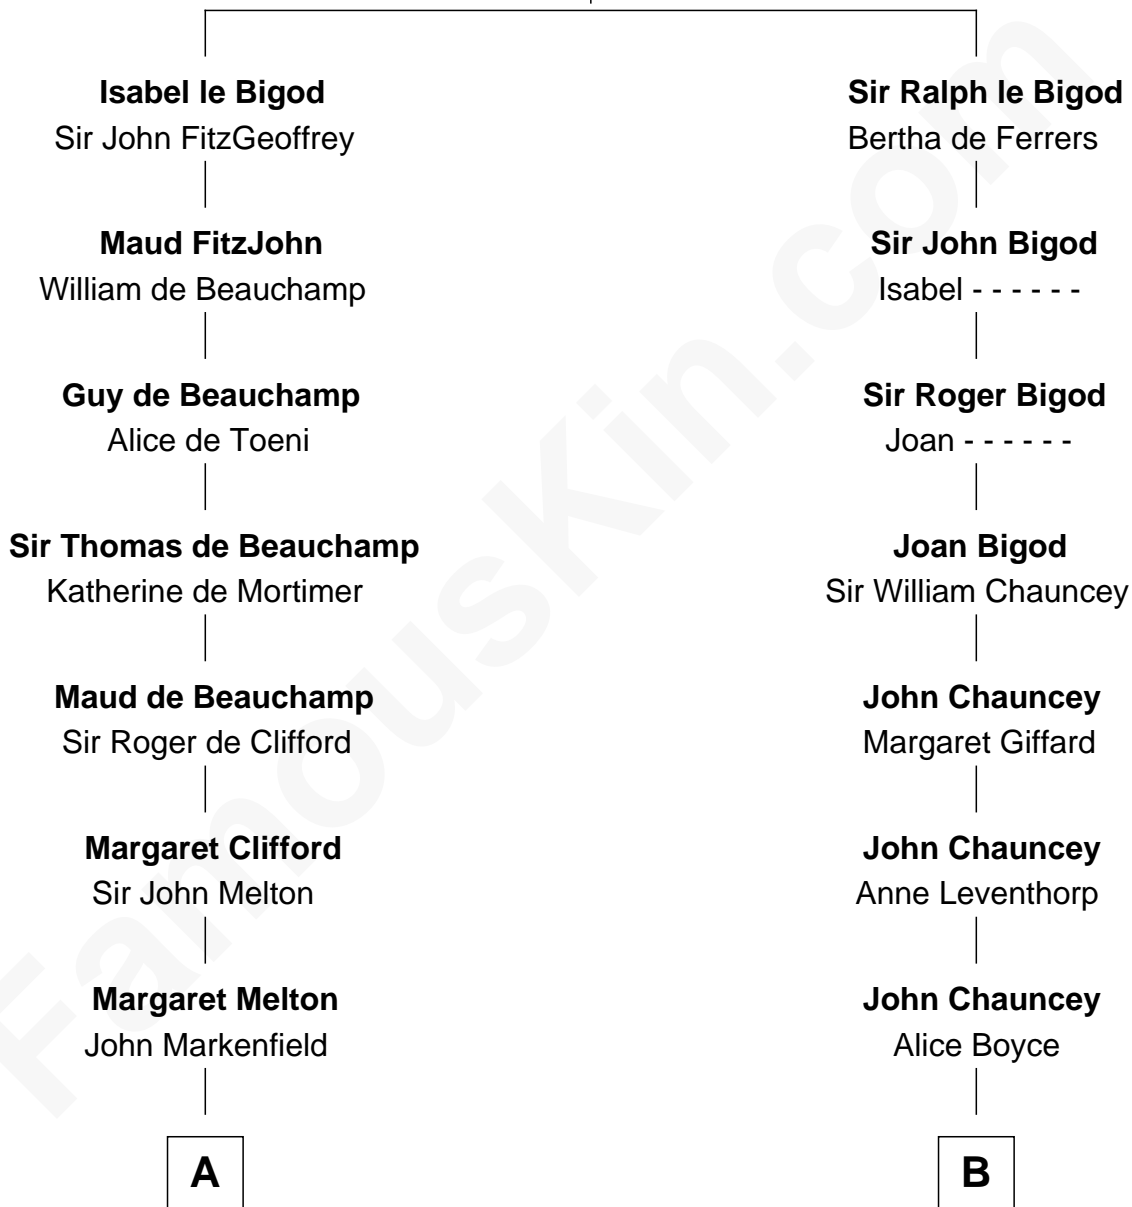 Isabel le Bigod
Sir John FitzGeoffrey
Maud FitzJohn
William de Beauchamp
Guy de Beauchamp
Alice de Toeni
Sir Thomas de Beauchamp
Katherine de Mortimer
Maud de Beauchamp
Sir Roger de Clifford
Margaret Clifford
Sir John Melton
Margaret Melton
John Markenfield
A
Sir Ralph le Bigod
Bertha de Ferrers
Sir John Bigod
Isabel - - - - - -
Sir Roger Bigod
Joan - - - - - -
Joan Bigod
Sir William Chauncey
John Chauncey
Margaret Giffard
John Chauncey
Anne Leventhorp
John Chauncey
Alice Boyce
B
FamousKin.com